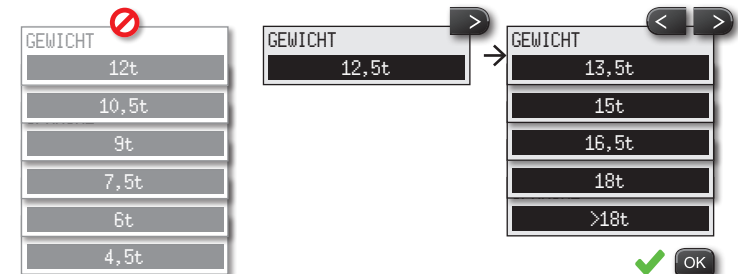 GEWICHT
12t
10,5t
9t
7,5t
6t
4,5t
>
GEWICHT
12,5t
< >
GEWICHT
13,5t
15t
16,5t
18t
>18t
OK